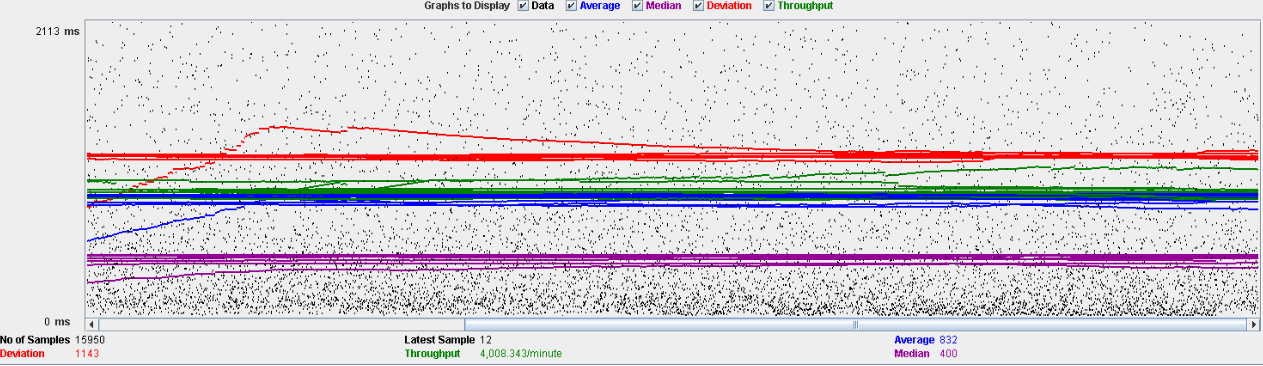 Graphs to Display Data Average Median Deviation Throughput
2113 ms
0 ms
No of Samples 15950 Latest Sample 12 Average 832
Deviation 1143 Throughput 4,008.343/minute Median 400